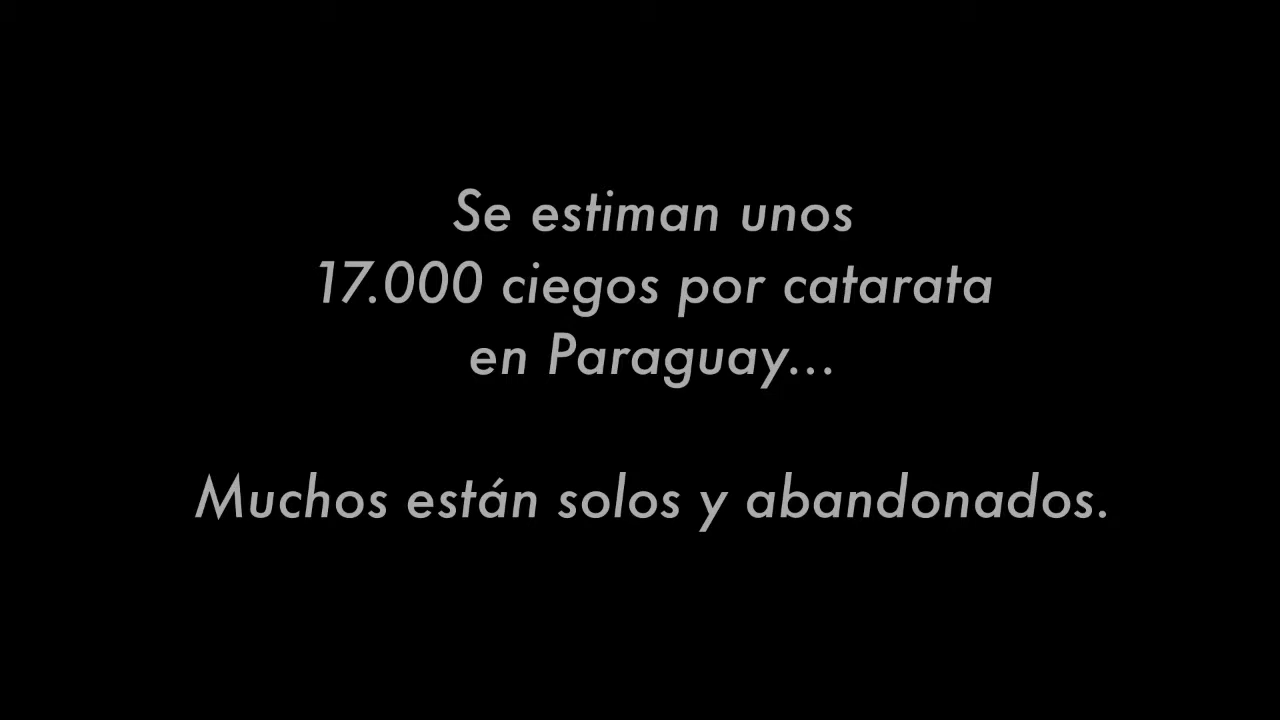 Se estiman unos
17.000 ciegos por catarata
en Paraguay...
Muchos están solos y abandonados.